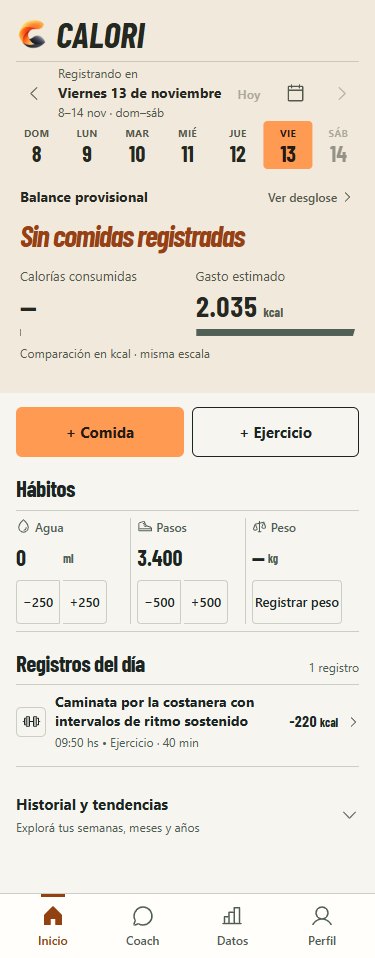 CALORI
Registrando en
Viernes 13 de noviembre
Hoy
8–14 nov · dom–sáb
DOM LUN MAR MIÉ JUE VIE SÁB
8 9 10 11 12 13 14
Balance provisional
Ver desglose
Sin comidas registradas
Calorías consumidas
Gasto estimado
–
2.035 kcal
Comparación en kcal · misma escala
+ Comida
+ Ejercicio
Hábitos
Agua
Pasos
Peso
0 ml
3.400
– kg
−250 +250
−500 +500
Registrar peso
Registros del día
1 registro
Caminata por la costanera con
intervalos de ritmo sostenido
-220 kcal
09:50 hs • Ejercicio · 40 min
Historial y tendencias
Explorá tus semanas, meses y años
Inicio
Coach
Datos
Perfil